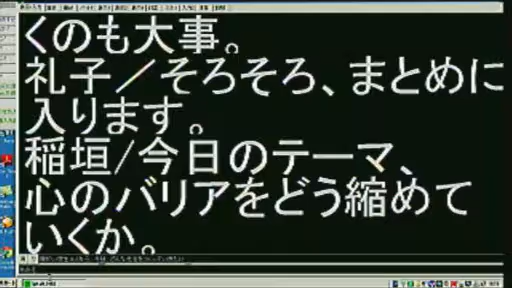 くのも大事。
礼子／そろそろ、まとめに
入ります。
稲垣/今日のテーマ、
心のバリアをどう縮めて
いくか。